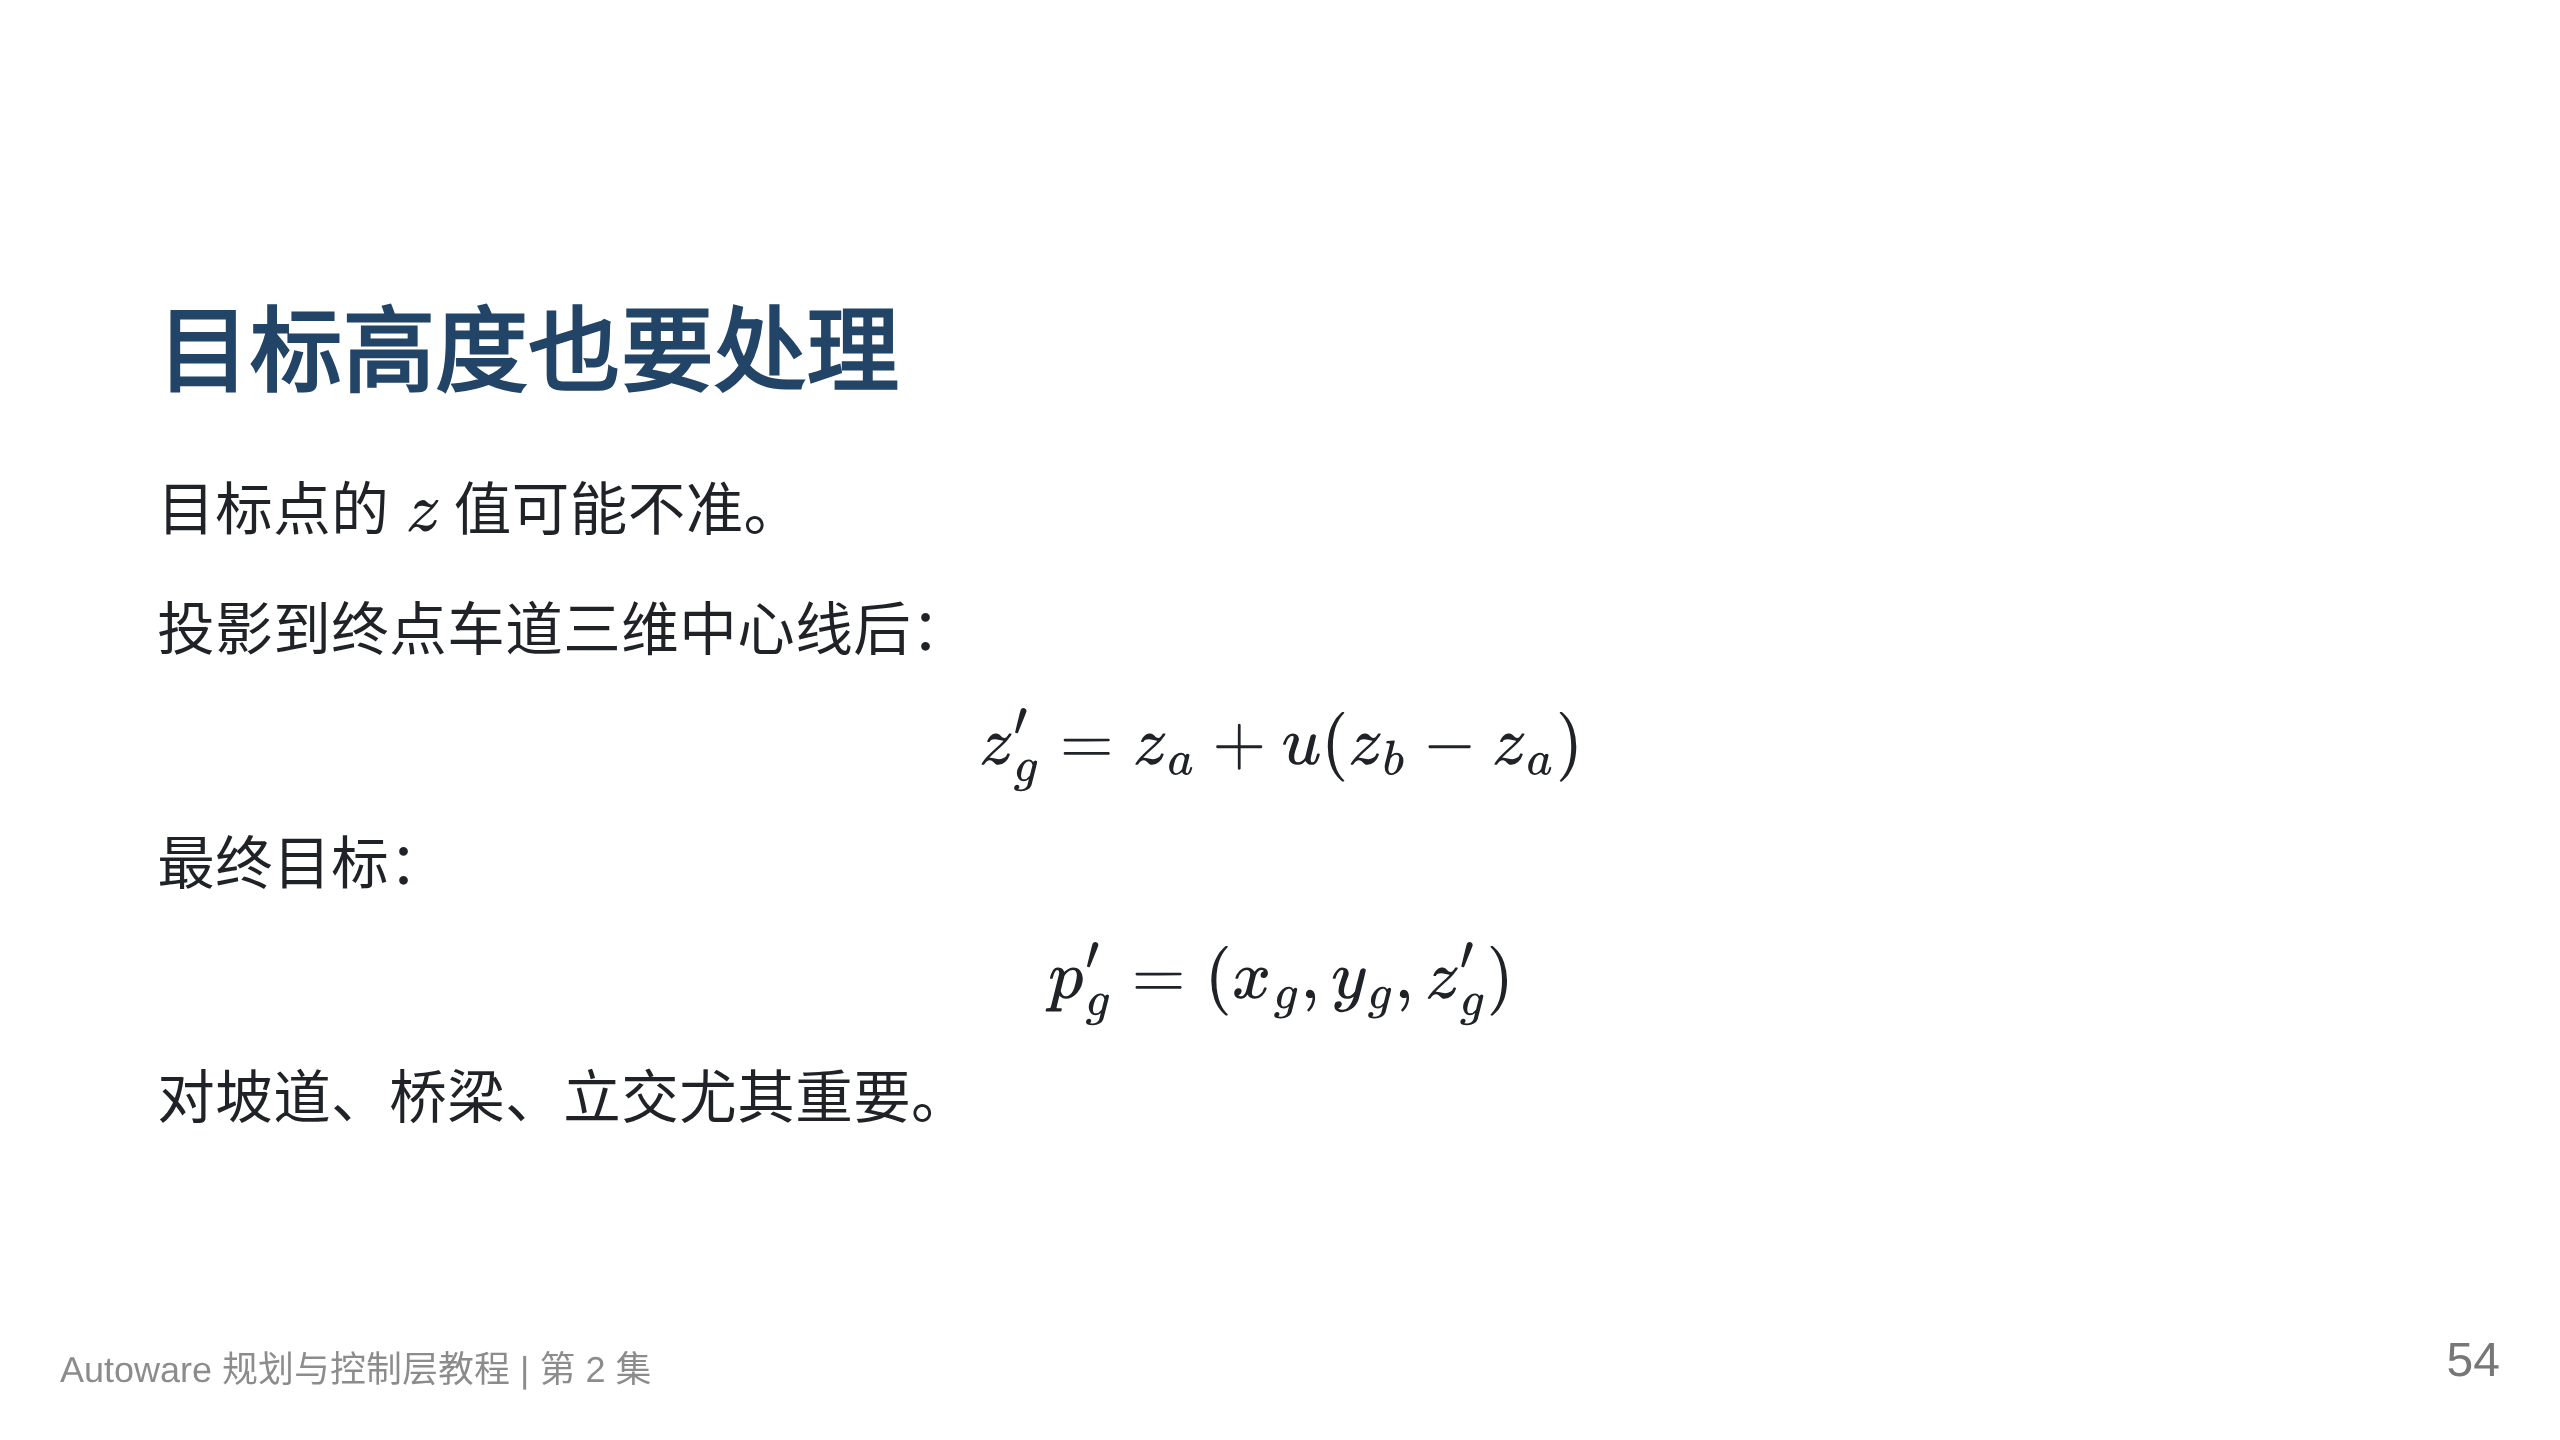 目标高度也要处理
目标点的 z 值可能不准。
投影到终点车道三维中心线后：
z′_g = z_a + u(z_b − z_a)
最终目标：
p′_g = (x_g, y_g, z′_g)
对坡道、桥梁、立交尤其重要。
Autoware 规划与控制层教程 | 第 2 集
54